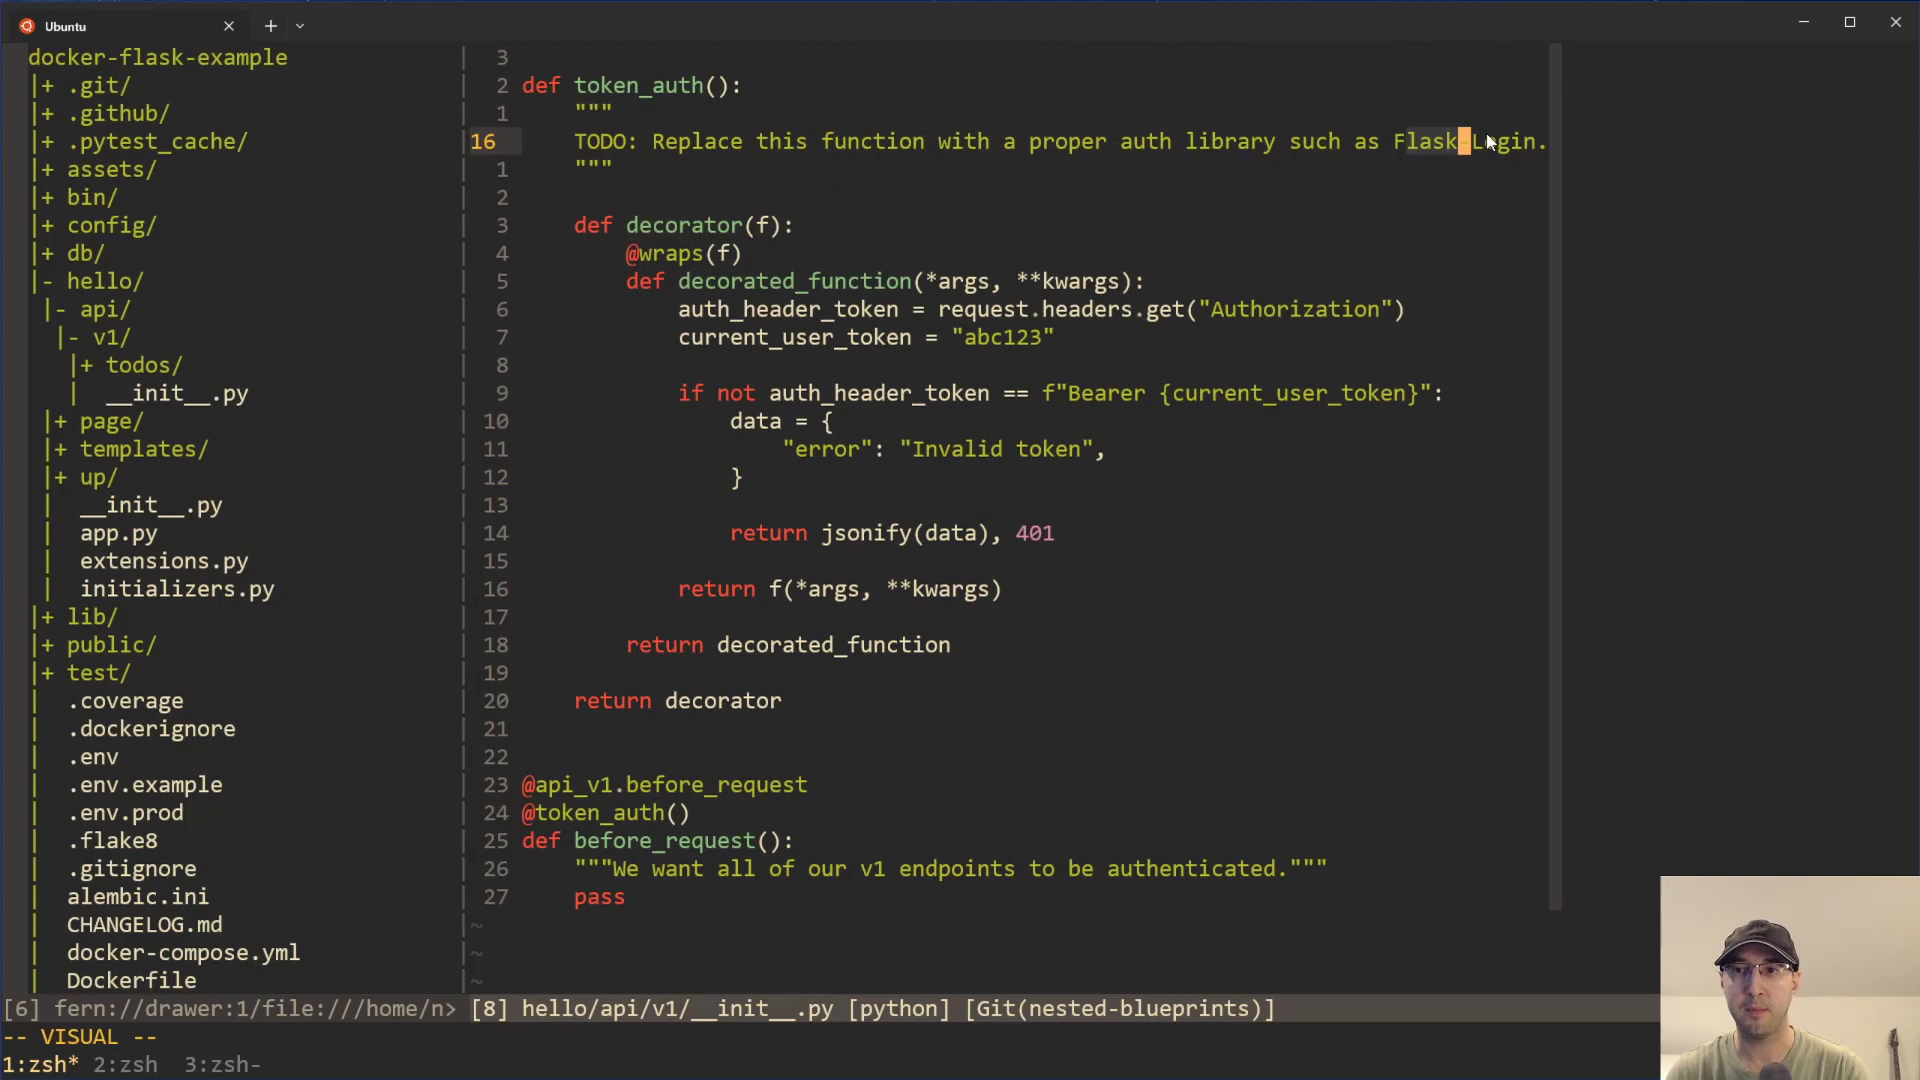 Ubuntu
docker-flask-example
|+ .git/
|+ .github/
|+ .pytest_cache/
|+ assets/
|+ bin/
|+ config/
|+ db/
|- hello/
|- api/
|- v1/
|+ todos/
| __init__.py
|+ page/
|+ templates/
|+ up/
| __init__.py
| app.py
| extensions.py
| initializers.py
|+ lib/
|+ public/
|+ test/
| .coverage
| .dockerignore
| .env
| .env.example
| .env.prod
| .flake8
| .gitignore
| alembic.ini
| CHANGELOG.md
| docker-compose.yml
| Dockerfile
3
2 def token_auth():
1 """
16 TODO: Replace this function with a proper auth library such as Flask-Login.
1 """
2
3 def decorator(f):
4 @wraps(f)
5 def decorated_function(*args, **kwargs):
6 auth_header_token = request.headers.get("Authorization")
7 current_user_token = "abc123"
8
9 if not auth_header_token == f"Bearer {current_user_token}":
10 data = {
11 "error": "Invalid token",
12 }
13
14 return jsonify(data), 401
15
16 return f(*args, **kwargs)
17
18 return decorated_function
19
20 return decorator
21
22
23 @api_v1.before_request
24 @token_auth()
25 def before_request():
26 """We want all of our v1 endpoints to be authenticated."""
27 pass
~
~
~
[6] fern://drawer:1/file:///home/n> [8] hello/api/v1/__init__.py [python] [Git(nested-blueprints)]
-- VISUAL --
1:zsh* 2:zsh 3:zsh-